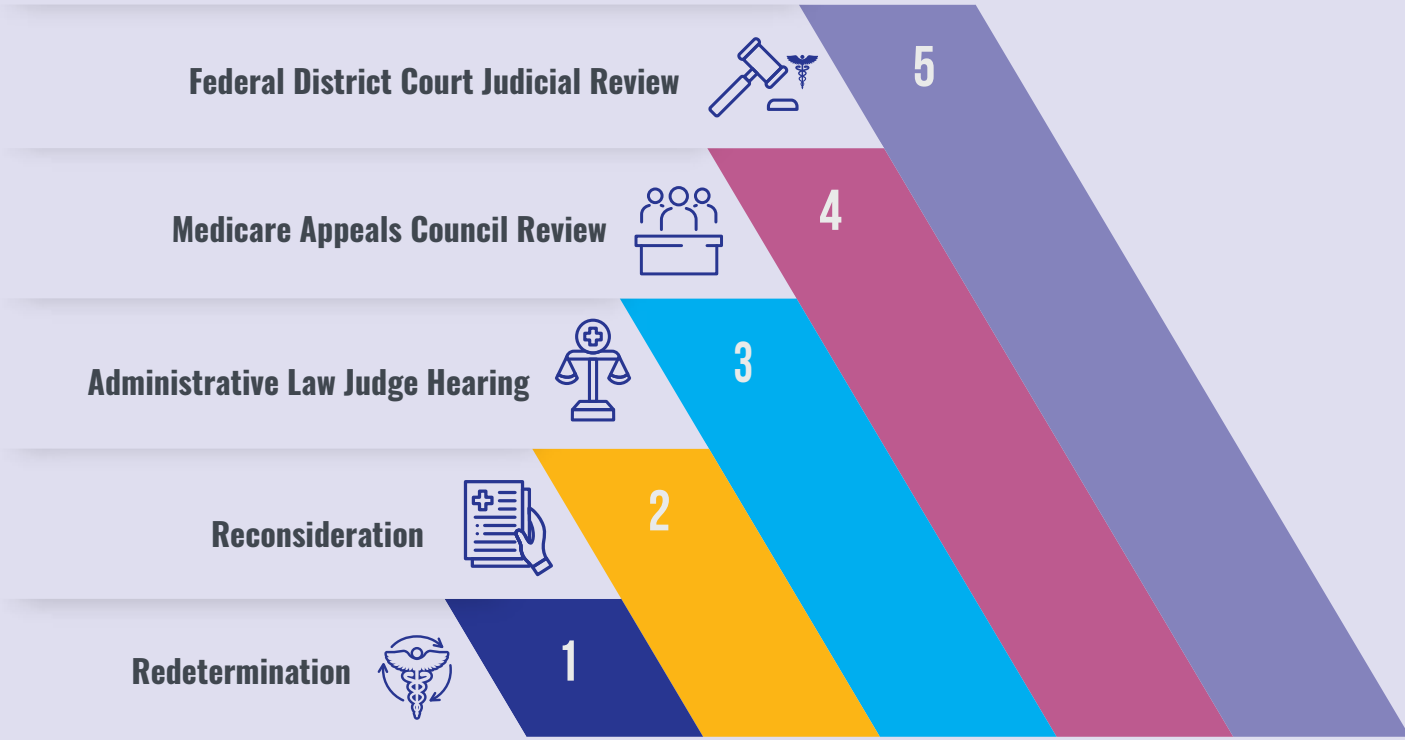 Federal District Court Judicial Review
5
Medicare Appeals Council Review
4
Administrative Law Judge Hearing
3
Reconsideration
2
Redetermination
1